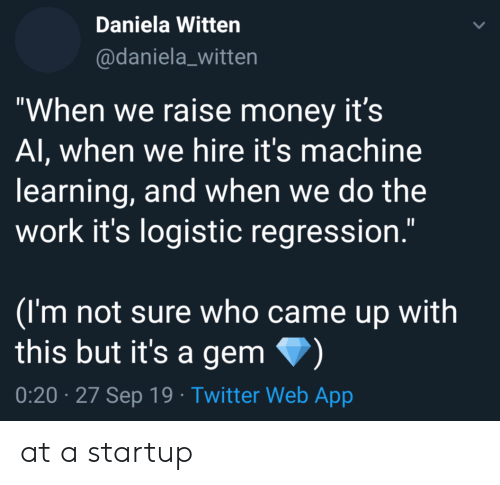 Daniela Witten
@daniela_witten
"When we raise money it's
AI, when we hire it's machine
learning, and when we do the
work it's logistic regression."
(I'm not sure who came up with
this but it's a gem 💎)
0:20 · 27 Sep 19 · Twitter Web App
at a startup